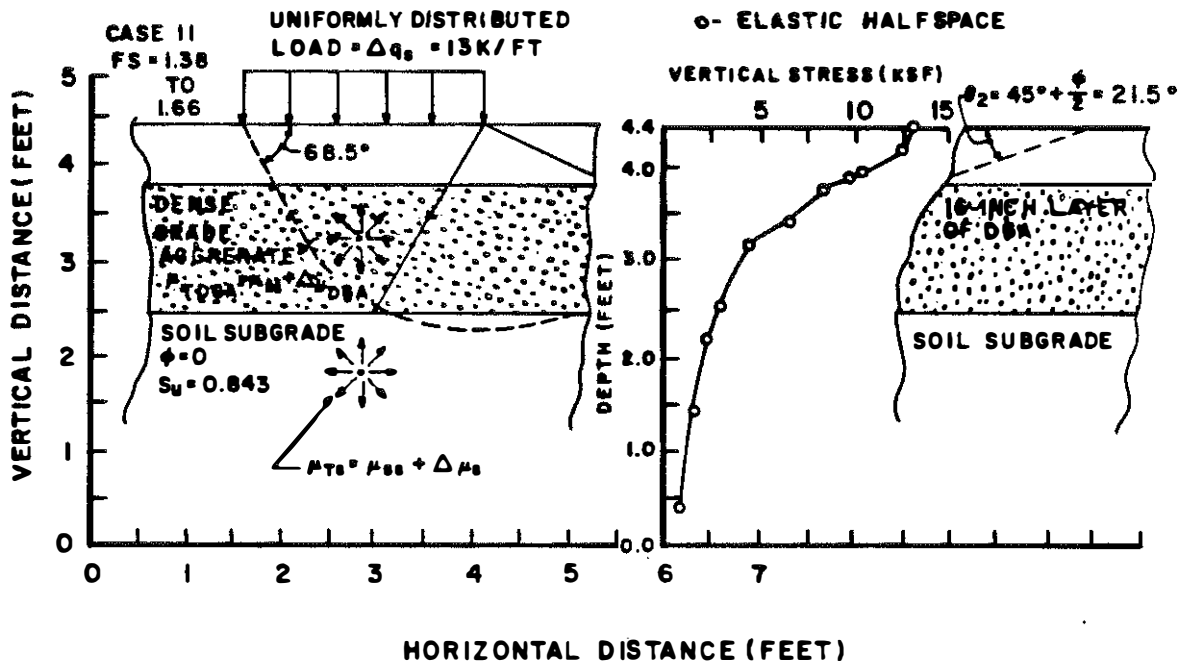 CASE 11
FS = 1.38
TO
1.66
UNIFORMLY DISTRIBUTED
LOAD = Δq_s = 13K/FT
o- ELASTIC HALFSPACE
VERTICAL STRESS (KSF)
5 10 15
θ₂ = 45° + φ/2 = 21.5°
68.5°
VERTICAL DISTANCE (FEET)
5
4
3
2
1
0
DENSE
GRADE
AGGRERATE
SOIL SUBGRADE
φ=0
S_u = 0.843
μ_TS = μ_SS + Δμ_S
DEPTH (FEET)
4.4
4.0
3.0
2.0
1.0
0.0
16-INCH LAYER
OF DGA
SOIL SUBGRADE
0 1 2 3 4 5 6 7
HORIZONTAL DISTANCE (FEET)